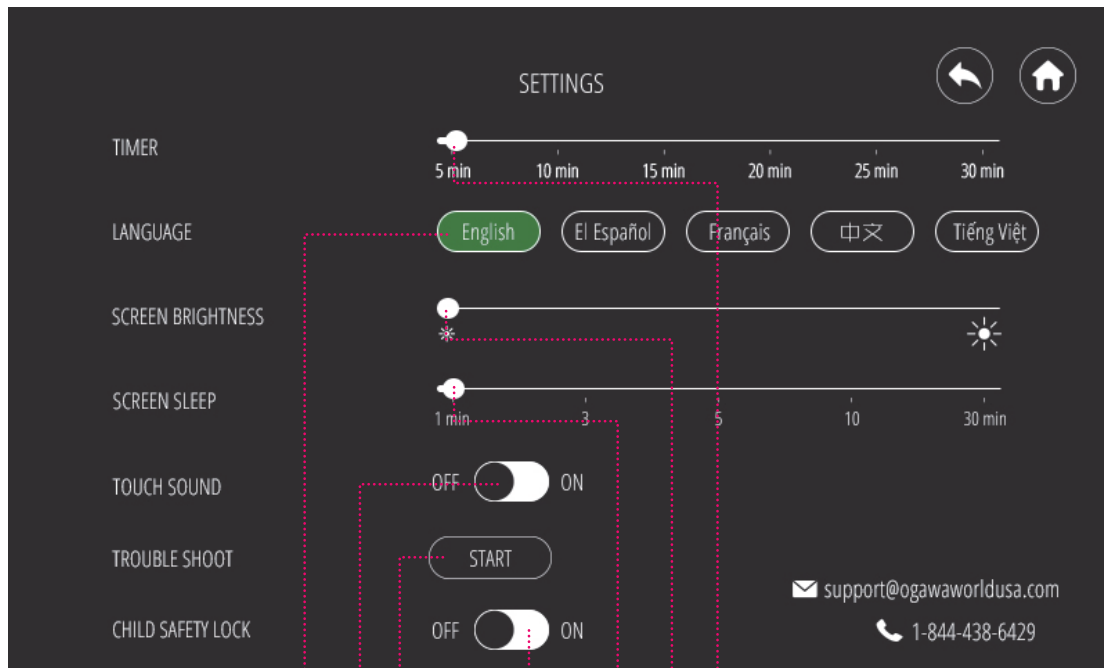 SETTINGS
TIMER
5 min 10 min 15 min 20 min 25 min 30 min
LANGUAGE English El Español Français 中文 Tiếng Việt
SCREEN BRIGHTNESS
SCREEN SLEEP
1 min 3 5 10 30 min
TOUCH SOUND OFF ON
TROUBLE SHOOT START
support@ogawaworldusa.com
CHILD SAFETY LOCK OFF ON 1-844-438-6429